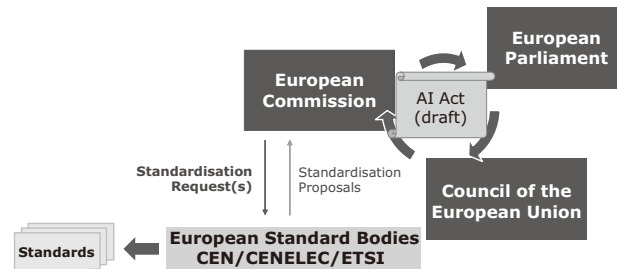 European
Parliament
European
Commission
AI Act
(draft)
Standardisation
Request(s)
Standardisation
Proposals
Council of the
European Union
European Standard Bodies
CEN/CENELEC/ETSI
Standards